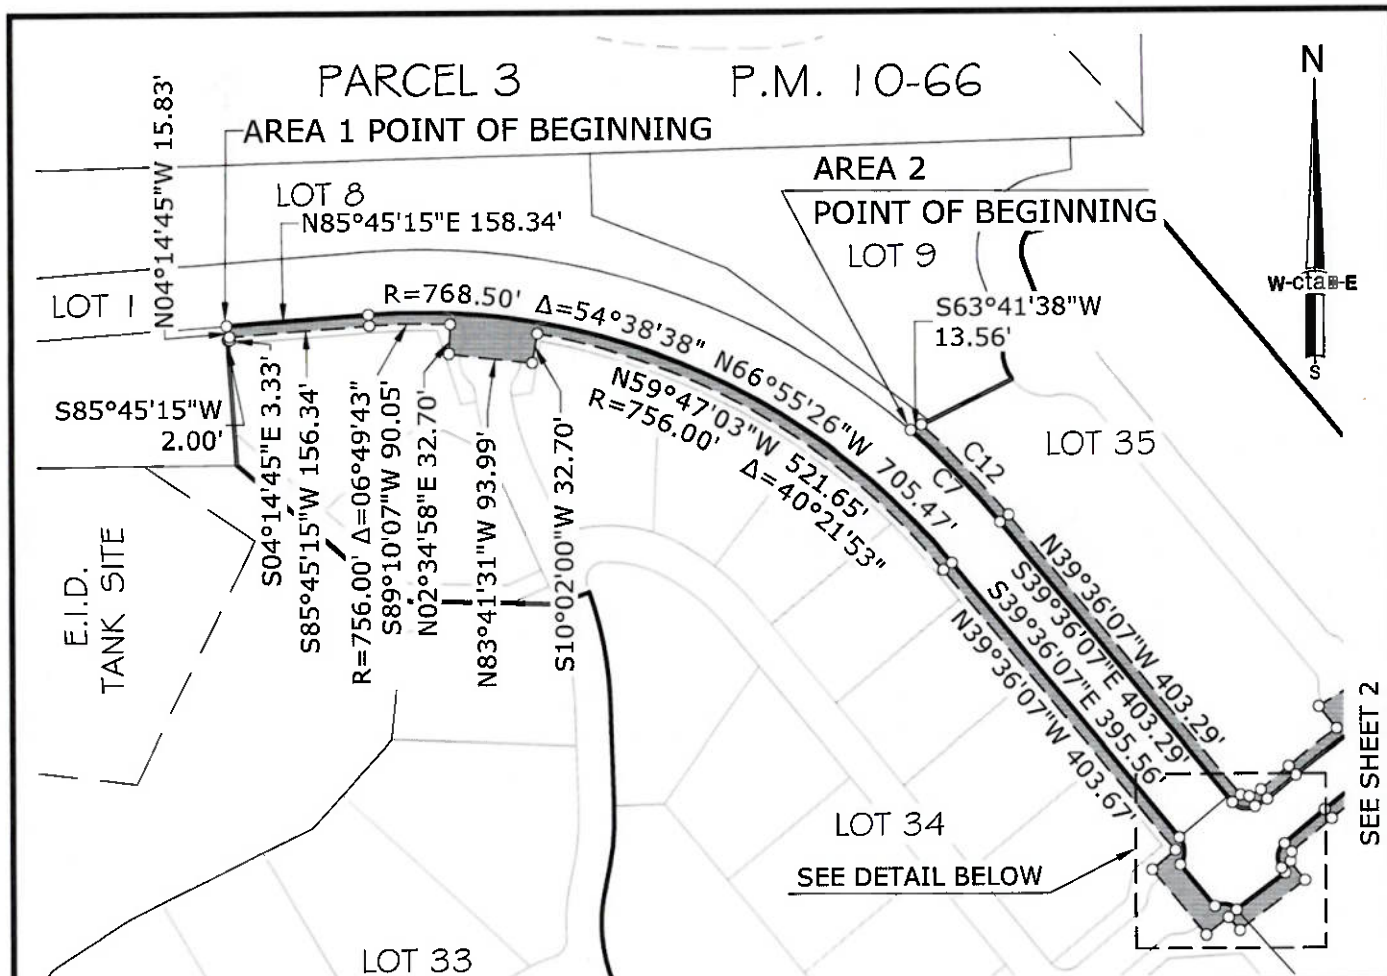 PARCEL 3
P.M. 10-66
N
AREA 1 POINT OF BEGINNING
N04°14'45"W 15.83'
AREA 2
POINT OF BEGINNING
LOT 8
N85°45'15"E 158.34'
LOT 9
LOT 1
W-cta-E
S
R=768.50' Δ=54°38'38" N66°55'26"W 705.47'
S63°41'38"W
13.56'
N59°47'03"W 521.65'
R=756.00' Δ=40°21'53"
S85°45'15"W
2.00'
LOT 35
C12
C7
S04°14'45"E 3.33'
S85°45'15"W 156.34'
R=756.00' Δ=06°49'43"
S89°10'07"W 90.05'
N02°34'58"E 32.70'
N83°41'31"W 93.99'
S10°02'00"W 32.70'
E.I.D.
TANK SITE
N39°36'07"W 403.29'
S39°36'07"E 403.29'
S39°36'07"E 395.56'
N39°36'07"W 403.67'
SEE SHEET 2
LOT 34
SEE DETAIL BELOW
LOT 33